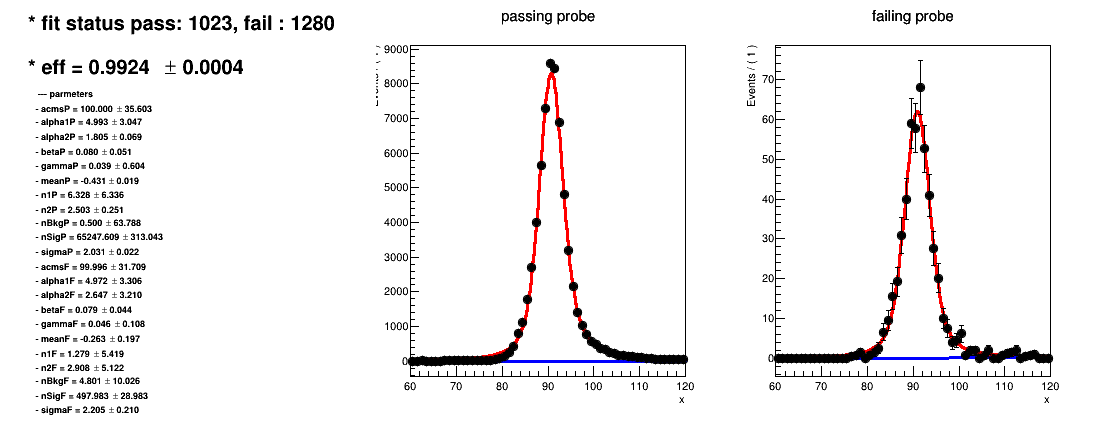 * fit status pass: 1023, fail : 1280
* eff = 0.9924 ± 0.0004
--- parmeters
- acmsP = 100.000 ± 35.603
- alpha1P = 4.993 ± 3.047
- alpha2P = 1.805 ± 0.069
- betaP = 0.080 ± 0.051
- gammaP = 0.039 ± 0.604
- meanP = -0.431 ± 0.019
- n1P = 6.328 ± 6.336
- n2P = 2.503 ± 0.251
- nBkgP = 0.500 ± 63.788
- nSigP = 65247.609 ± 313.043
- sigmaP = 2.031 ± 0.022
- acmsF = 99.996 ± 31.709
- alpha1F = 4.972 ± 3.306
- alpha2F = 2.647 ± 3.210
- betaF = 0.079 ± 0.044
- gammaF = 0.046 ± 0.108
- meanF = -0.263 ± 0.197
- n1F = 1.279 ± 5.419
- n2F = 2.908 ± 5.122
- nBkgF = 4.801 ± 10.026
- nSigF = 497.983 ± 28.983
- sigmaF = 2.205 ± 0.210
passing probe
9000
8000
7000
6000
5000
4000
3000
2000
1000
0
60 70 80 90 100 110 120
x
failing probe
Events / ( 1 )
70
60
50
40
30
20
10
0
60 70 80 90 100 110 120
x